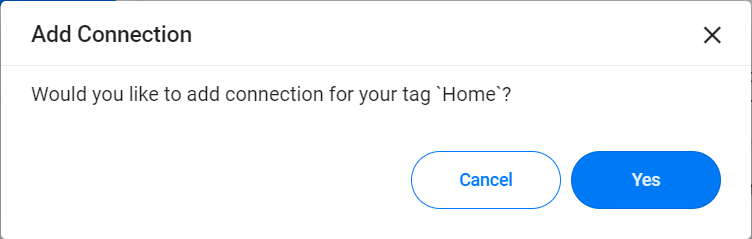 Add Connection
Would you like to add connection for your tag `Home`?
Cancel
Yes